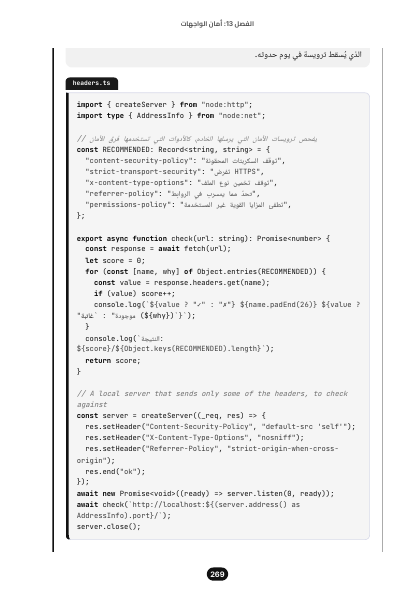 الفصل 13: أمان الواجهات
الذي يُسقط ترويسة في يوم حدوثه.
headers.ts
import { createServer } from "node:http";
import type { AddressInfo } from "node:net";
// يفحص ترويسات الأمان التي يرسلها الخادم، كالأدوات التي تستخدمها فرق الأمان
const RECOMMENDED: Record<string, string> = {
"content-security-policy": "توقف السكربتات المحقونة",
"strict-transport-security": "تفرض HTTPS",
"x-content-type-options": "توقف تخمين نوع الملف",
"referrer-policy": "تحدّ مما يتسرب في الروابط",
"permissions-policy": "تطفئ المزايا القوية غير المستخدمة",
};
export async function check(url: string): Promise<number> {
const response = await fetch(url);
let score = 0;
for (const [name, why] of Object.entries(RECOMMENDED)) {
const value = response.headers.get(name);
if (value) score++;
console.log(`${value ? "✓" : "✗"} ${name.padEnd(26)} ${value ?
"موجودة" : `غائبة (${why})`}`);
}
console.log(`النتيجة:
${score}/${Object.keys(RECOMMENDED).length}`);
return score;
}
// A local server that sends only some of the headers, to check
against
const server = createServer((_req, res) => {
res.setHeader("Content-Security-Policy", "default-src 'self'");
res.setHeader("X-Content-Type-Options", "nosniff");
res.setHeader("Referrer-Policy", "strict-origin-when-cross-
origin");
res.end("ok");
});
await new Promise<void>((ready) => server.listen(0, ready));
await check(`http://localhost:${(server.address() as
AddressInfo).port}/`);
server.close();
269